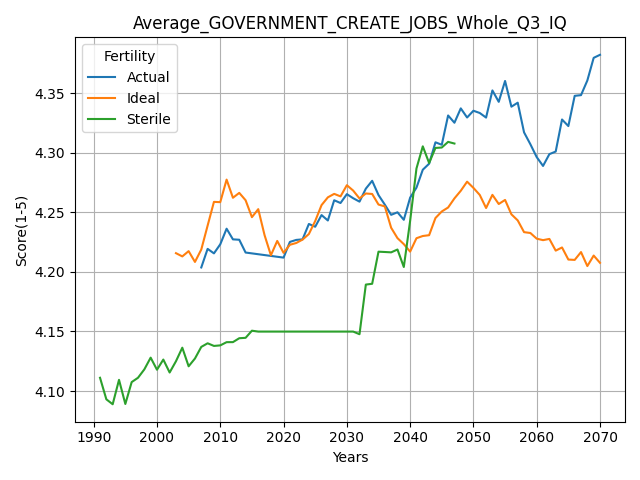 Average_GOVERNMENT_CREATE_JOBS_Whole_Q3_IQ
Fertility
Actual
Ideal
Sterile
Score(1-5)
4.35
4.30
4.25
4.20
4.15
4.10
1990 2000 2010 2020 2030 2040 2050 2060 2070
Years